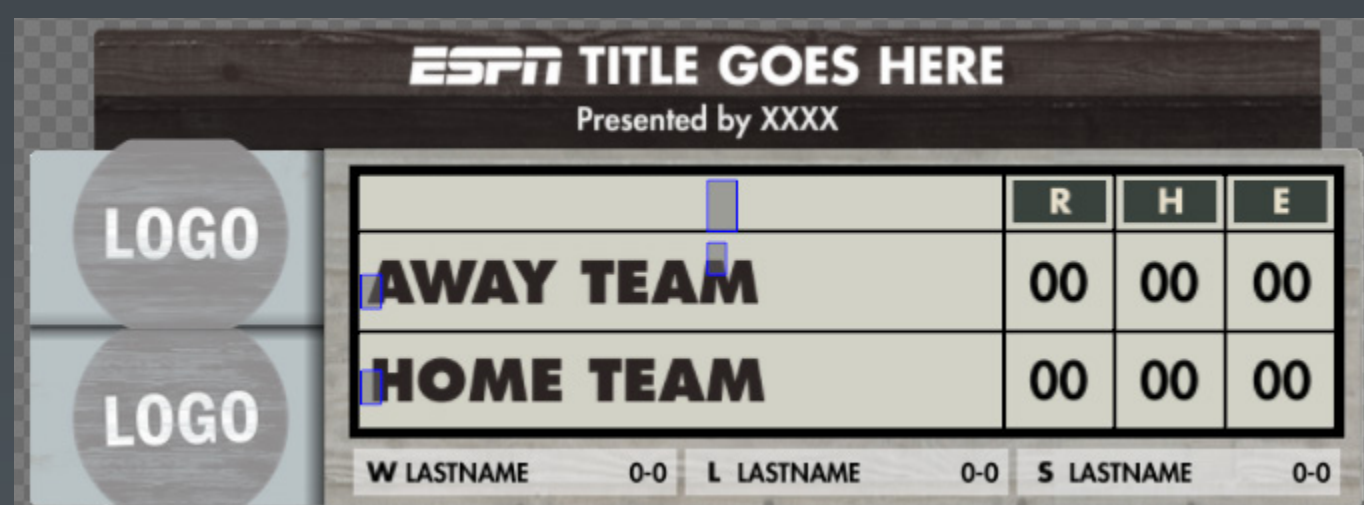 ESPN TITLE GOES HERE
Presented by XXXX
LOGO
R H E
AWAY TEAM 00 00 00
LOGO
HOME TEAM 00 00 00
W LASTNAME 0-0 L LASTNAME 0-0 S LASTNAME 0-0